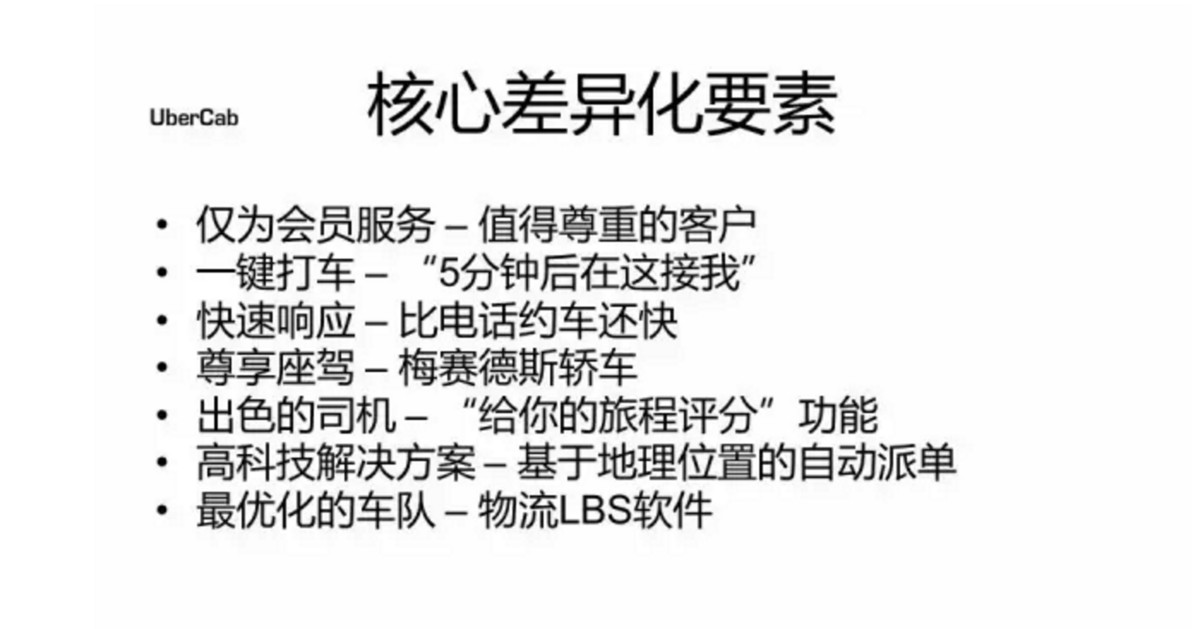 UberCab
核心差异化要素
• 仅为会员服务 – 值得尊重的客户
• 一键打车 – “5分钟后在这接我”
• 快速响应 – 比电话约车还快
• 尊享座驾 – 梅赛德斯轿车
• 出色的司机 – “给你的旅程评分”功能
• 高科技解决方案 – 基于地理位置的自动派单
• 最优化的车队 – 物流LBS软件